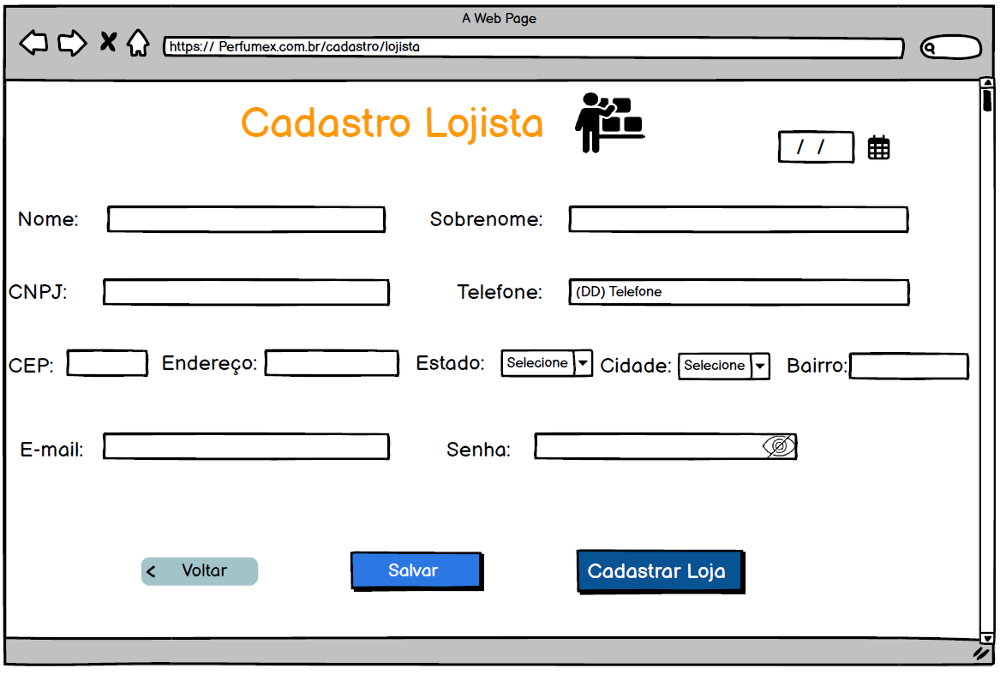 A Web Page
https:// Perfumex.com.br/cadastro/lojista
Cadastro Lojista
/ /
Nome:
Sobrenome:
CNPJ:
Telefone: (DD) Telefone
CEP:
Endereço:
Estado: Selecione
Cidade: Selecione
Bairro:
E-mail:
Senha:
< Voltar
Salvar
Cadastrar Loja